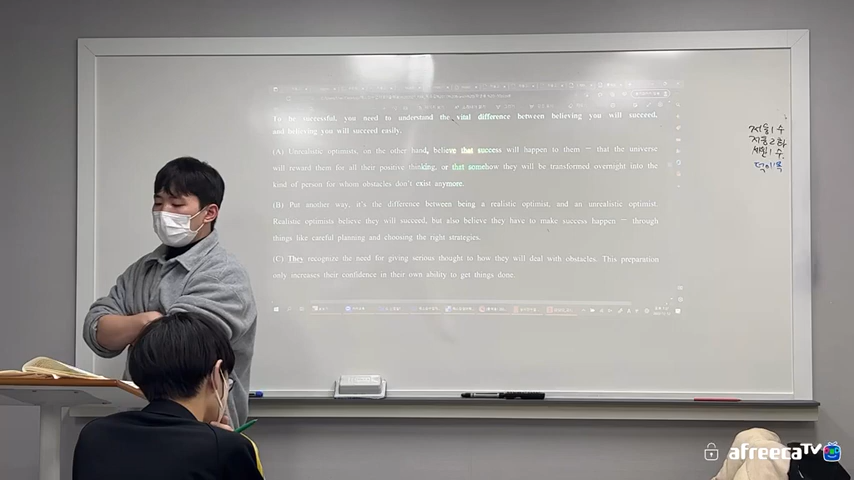 To be successful, you need to understand the vital difference between believing you will succeed,
and believing you will succeed easily.
(A) Unrealistic optimists, on the other hand, believe that success will happen to them — that the universe
will reward them for all their positive thinking, or that somehow they will be transformed overnight into the
kind of person for whom obstacles don't exist anymore.
(B) Put another way, it's the difference between being a realistic optimist, and an unrealistic optimist.
Realistic optimists believe they will succeed, but also believe they have to make success happen — through
things like careful planning and choosing the right strategies.
(C) They recognize the need for giving serious thought to how they will deal with obstacles. This preparation
only increases their confidence in their own ability to get things done.
afreecaTV